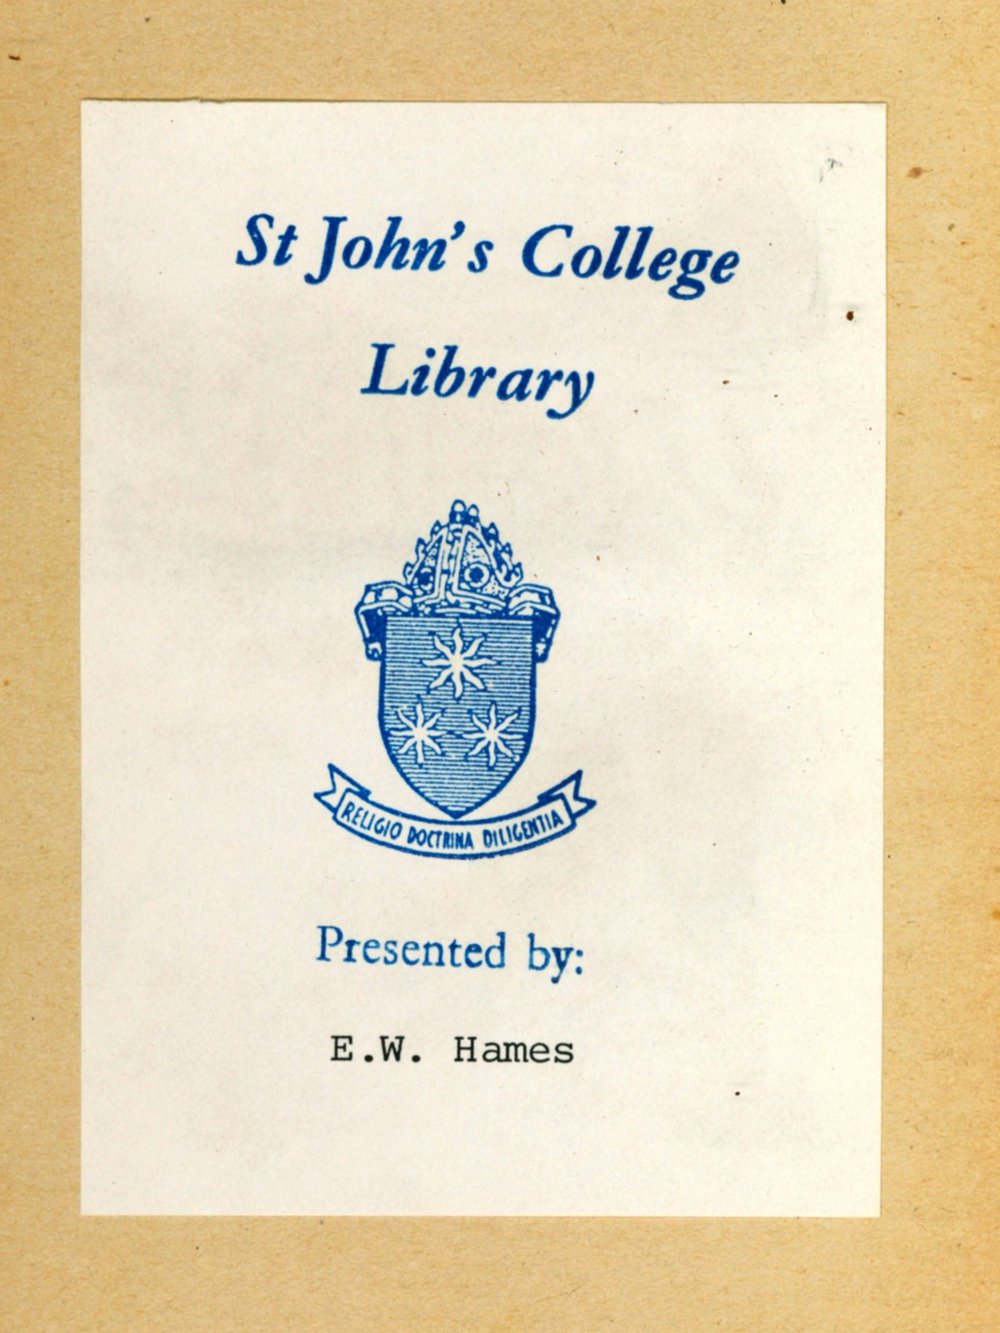 St John's College
Library
RELIGIO DOCTRINA DILIGENTIA
Presented by:
E.W. Hames